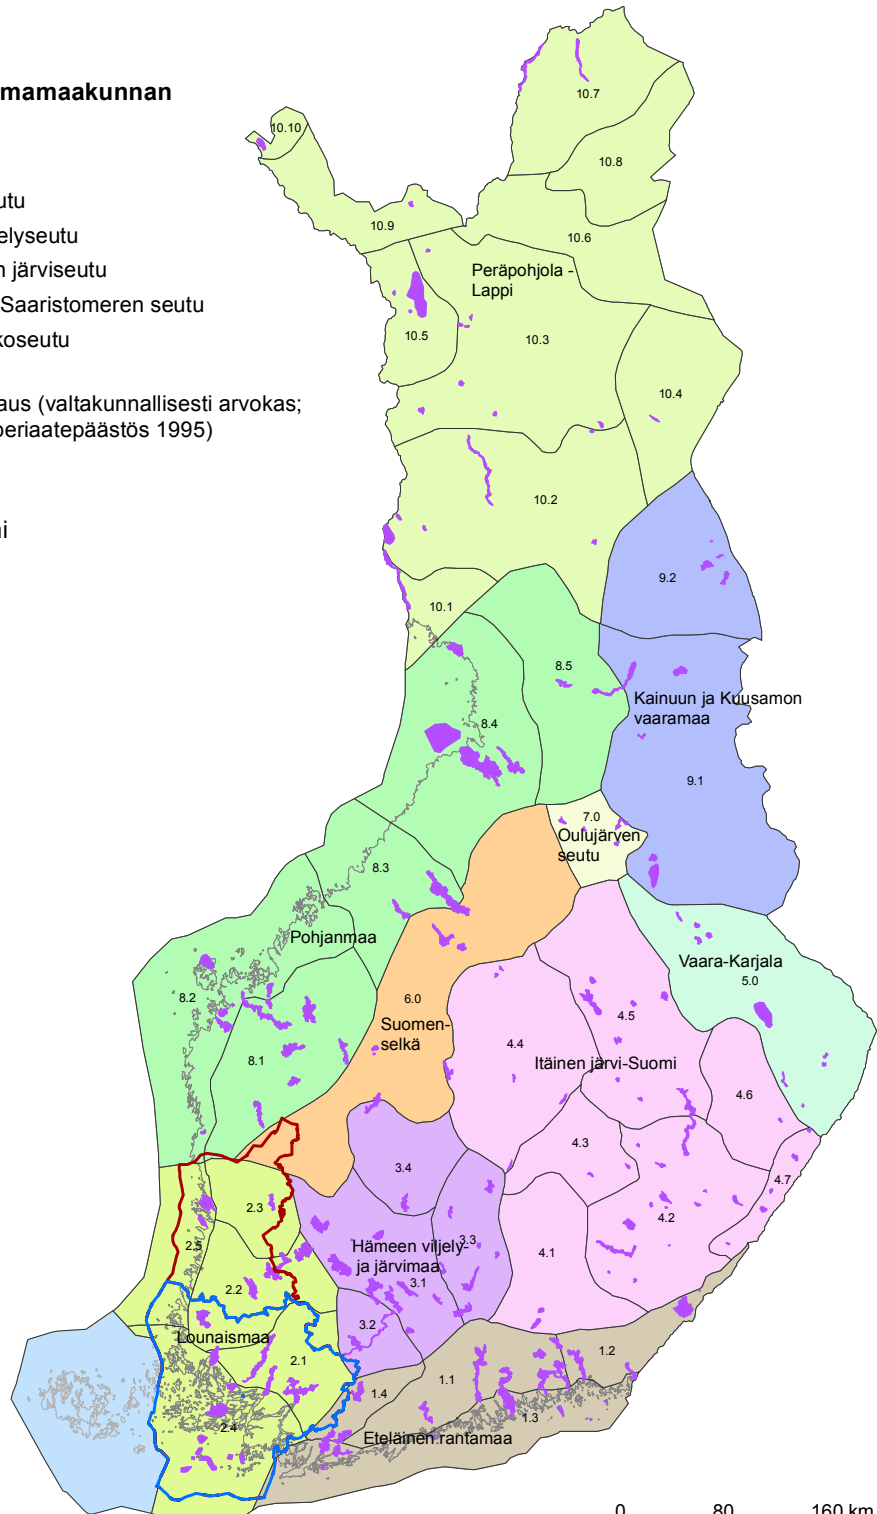 mamaakunnan
utu
elyseutu
n järviseutu
Saaristomeren seutu
koseutu
aus (valtakunnallisesti arvokas;
periaatepäästös 1995)
ni
10.7
10.10
10.8
10.9
10.6
Peräpohjola -
Lappi
10.5
10.3
10.4
10.2
9.2
10.1
8.5
Kainuun ja Kuusamon
vaaramaa
8.4
9.1
7.0
Oulujärven
seutu
8.3
Pohjanmaa
Vaara-Karjala
5.0
8.2
6.0
Suomen-
selkä
4.5
4.4
Itäinen järvi-Suomi
8.1
4.6
4.3
3.4
4.7
2.3
4.2
2.5
3.3
Hämeen viljely-
ja järvimaa
4.1
3.1
2.2
3.2
Lounaismaa
1.2
2.1
1.1
1.4
1.3
2.4
Eteläinen rantamaa
0 80 160 km